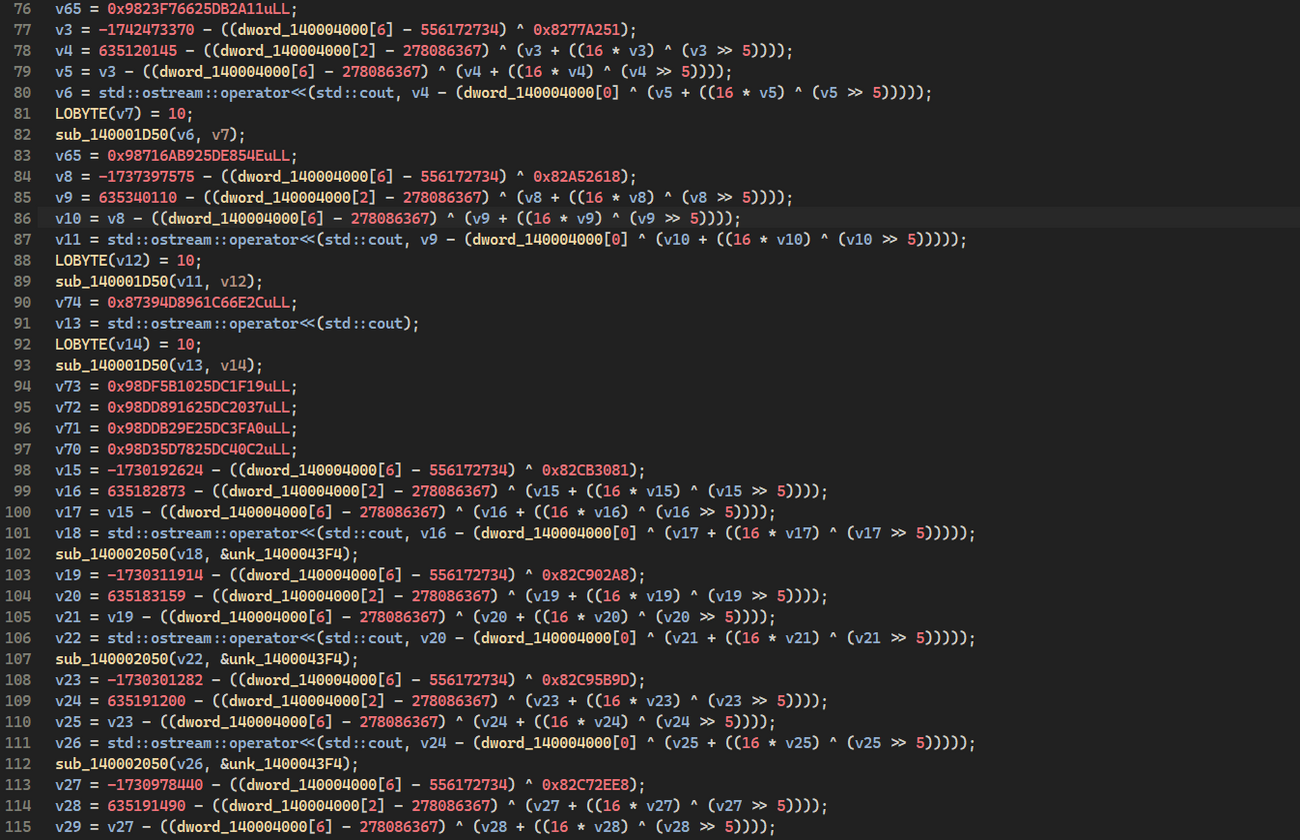 76 v65 = 0x9823F76625DB2A11uLL;
77 v3 = -1742473370 - ((dword_140004000[6] - 556172734) ^ 0x8277A251);
78 v4 = 635120145 - ((dword_140004000[2] - 278086367) ^ (v3 + ((16 * v3) ^ (v3 >> 5))));
79 v5 = v3 - ((dword_140004000[6] - 278086367) ^ (v4 + ((16 * v4) ^ (v4 >> 5))));
80 v6 = std::ostream::operator<<(std::cout, v4 - (dword_140004000[0] ^ (v5 + ((16 * v5) ^ (v5 >> 5)))));
81 LOBYTE(v7) = 10;
82 sub_140001D50(v6, v7);
83 v65 = 0x98716AB925DE854EuLL;
84 v8 = -1737397575 - ((dword_140004000[6] - 556172734) ^ 0x82A52618);
85 v9 = 635340110 - ((dword_140004000[2] - 278086367) ^ (v8 + ((16 * v8) ^ (v8 >> 5))));
86 v10 = v8 - ((dword_140004000[6] - 278086367) ^ (v9 + ((16 * v9) ^ (v9 >> 5))));
87 v11 = std::ostream::operator<<(std::cout, v9 - (dword_140004000[0] ^ (v10 + ((16 * v10) ^ (v10 >> 5)))));
88 LOBYTE(v12) = 10;
89 sub_140001D50(v11, v12);
90 v74 = 0x87394D8961C66E2CuLL;
91 v13 = std::ostream::operator<<(std::cout);
92 LOBYTE(v14) = 10;
93 sub_140001D50(v13, v14);
94 v73 = 0x98DF5B1025DC1F19uLL;
95 v72 = 0x98DD891625DC2037uLL;
96 v71 = 0x98DDB29E25DC3FA0uLL;
97 v70 = 0x98D35D7825DC40C2uLL;
98 v15 = -1730192624 - ((dword_140004000[6] - 556172734) ^ 0x82CB3081);
99 v16 = 635182873 - ((dword_140004000[2] - 278086367) ^ (v15 + ((16 * v15) ^ (v15 >> 5))));
100 v17 = v15 - ((dword_140004000[6] - 278086367) ^ (v16 + ((16 * v16) ^ (v16 >> 5))));
101 v18 = std::ostream::operator<<(std::cout, v16 - (dword_140004000[0] ^ (v17 + ((16 * v17) ^ (v17 >> 5)))));
102 sub_140002050(v18, &unk_1400043F4);
103 v19 = -1730311914 - ((dword_140004000[6] - 556172734) ^ 0x82C902A8);
104 v20 = 635183159 - ((dword_140004000[2] - 278086367) ^ (v19 + ((16 * v19) ^ (v19 >> 5))));
105 v21 = v19 - ((dword_140004000[6] - 278086367) ^ (v20 + ((16 * v20) ^ (v20 >> 5))));
106 v22 = std::ostream::operator<<(std::cout, v20 - (dword_140004000[0] ^ (v21 + ((16 * v21) ^ (v21 >> 5)))));
107 sub_140002050(v22, &unk_1400043F4);
108 v23 = -1730301282 - ((dword_140004000[6] - 556172734) ^ 0x82C95B9D);
109 v24 = 635191200 - ((dword_140004000[2] - 278086367) ^ (v23 + ((16 * v23) ^ (v23 >> 5))));
110 v25 = v23 - ((dword_140004000[6] - 278086367) ^ (v24 + ((16 * v24) ^ (v24 >> 5))));
111 v26 = std::ostream::operator<<(std::cout, v24 - (dword_140004000[0] ^ (v25 + ((16 * v25) ^ (v25 >> 5)))));
112 sub_140002050(v26, &unk_1400043F4);
113 v27 = -1730978440 - ((dword_140004000[6] - 556172734) ^ 0x82C72EE8);
114 v28 = 635191490 - ((dword_140004000[2] - 278086367) ^ (v27 + ((16 * v27) ^ (v27 >> 5))));
115 v29 = v27 - ((dword_140004000[6] - 278086367) ^ (v28 + ((16 * v28) ^ (v28 >> 5))));